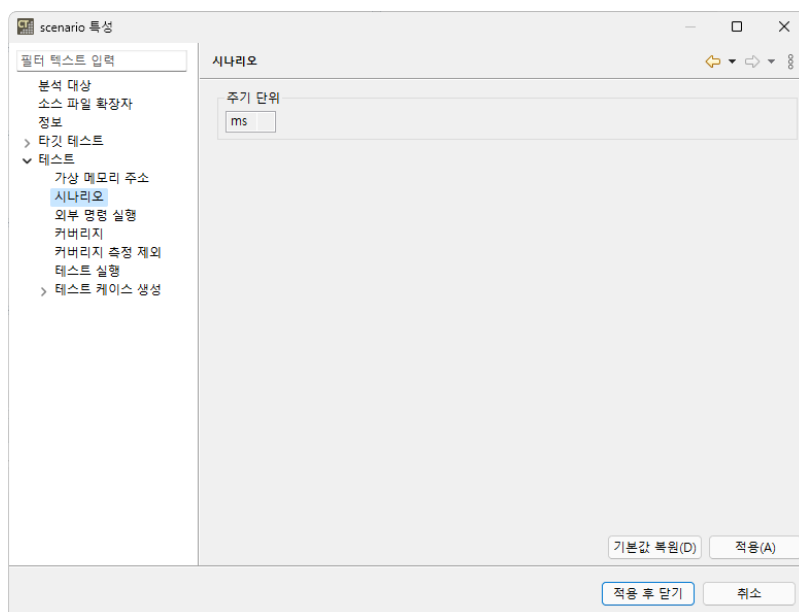 CT scenario 특성
필터 텍스트 입력
분석 대상
소스 파일 확장자
정보
타깃 테스트
테스트
가상 메모리 주소
시나리오
외부 명령 실행
커버리지
커버리지 측정 제외
테스트 실행
테스트 케이스 생성
시나리오
주기 단위
ms
기본값 복원(D)
적용(A)
적용 후 닫기
취소